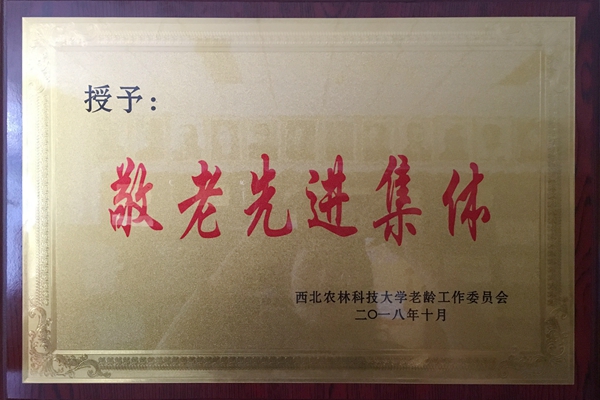 授予：
敬老先进集体
西北农林科技大学老龄工作委员会
二〇一八年十月